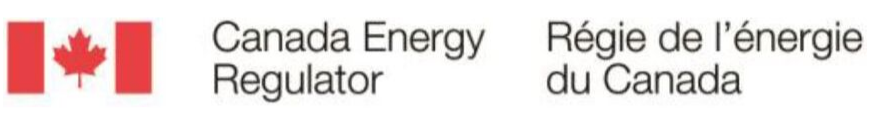 Canada Energy
Regulator
Régie de l'énergie
du Canada